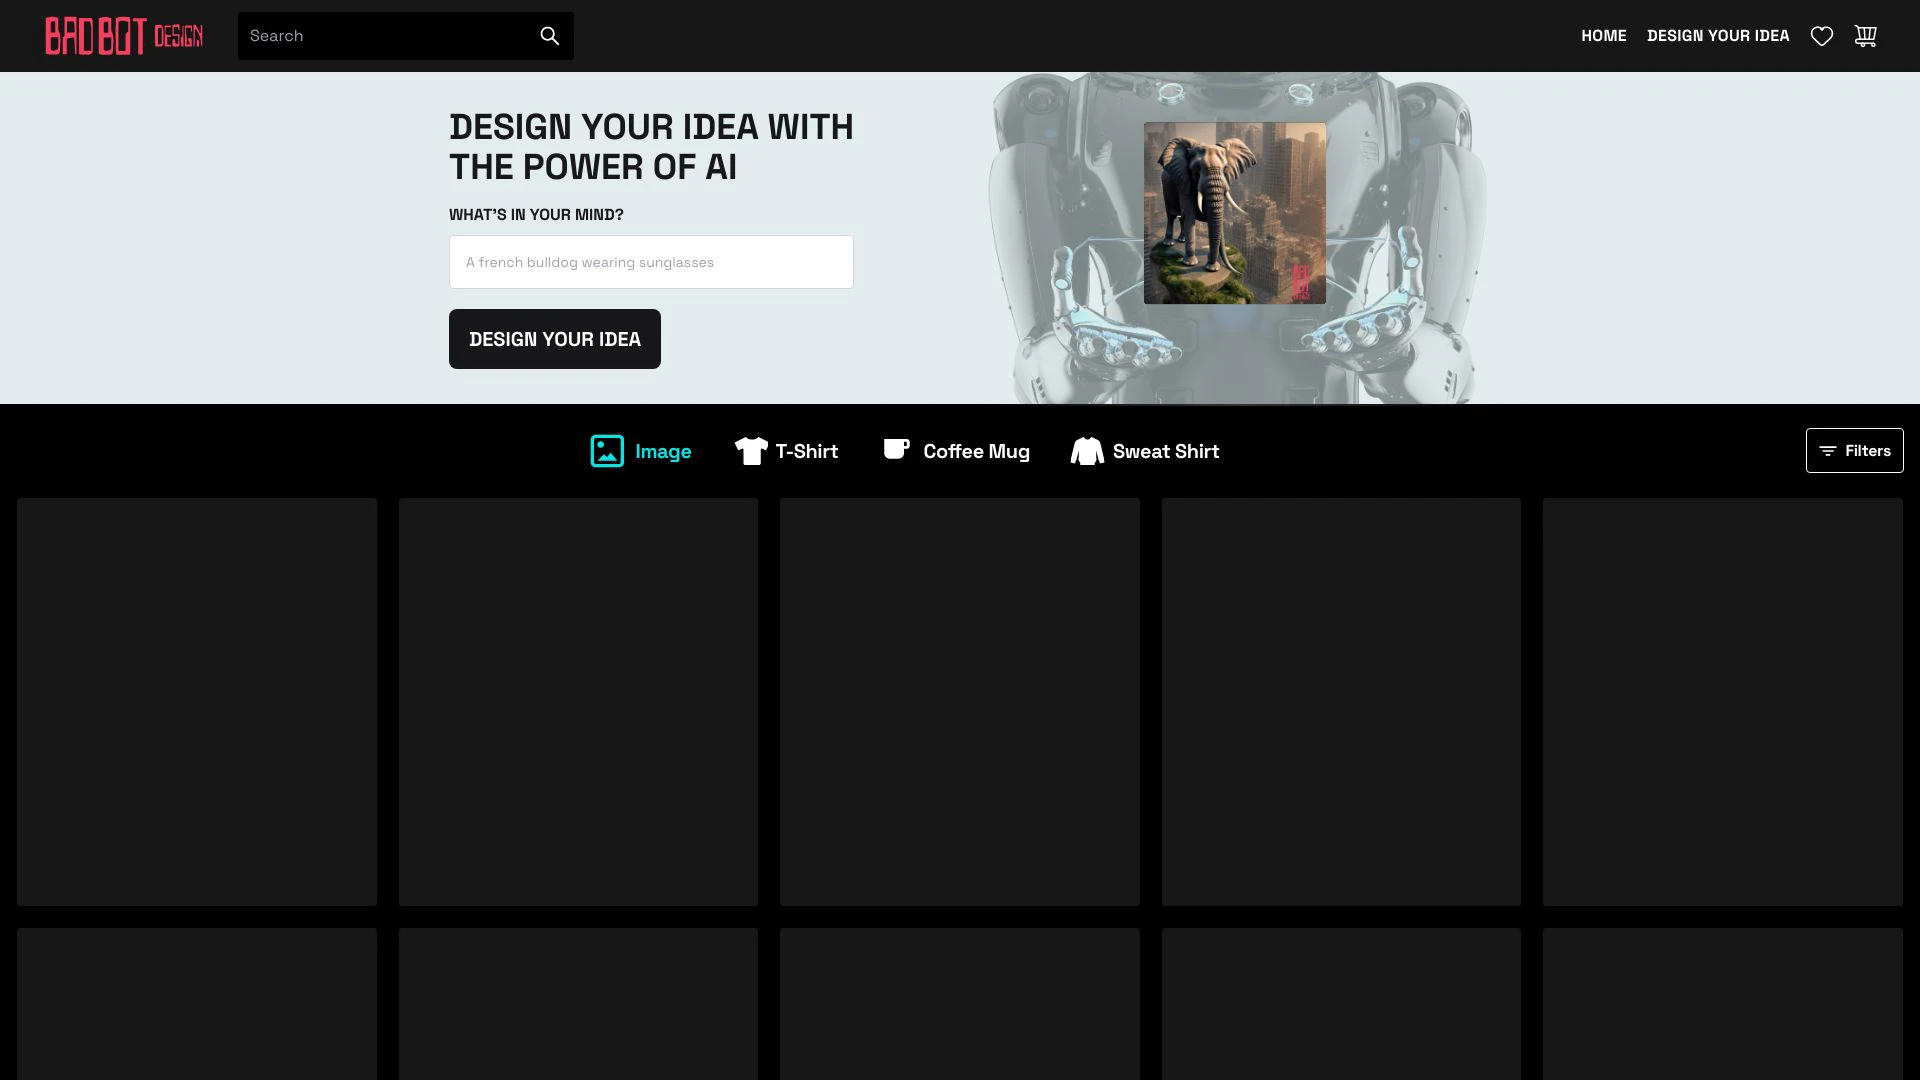 BAD BOT DESIGN
Search
HOME
DESIGN YOUR IDEA
DESIGN YOUR IDEA WITH
THE POWER OF AI
WHAT'S IN YOUR MIND?
A french bulldog wearing sunglasses
DESIGN YOUR IDEA
Image
T-Shirt
Coffee Mug
Sweat Shirt
Filters